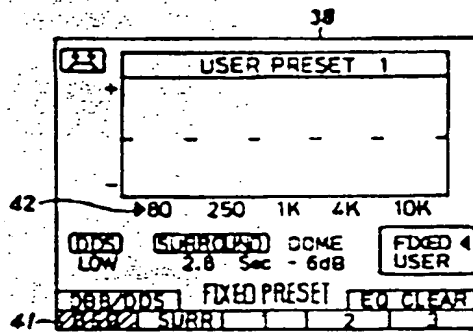 38
USER PRESET 1
+
−
42 80 250 1K 4K 10K
DDS SURROUND DOME FIXED
LOW 2.8 Sec - 6dB USER
DBB/DDS FIXED PRESET EQ CLEAR
41 SURR 1 2 3